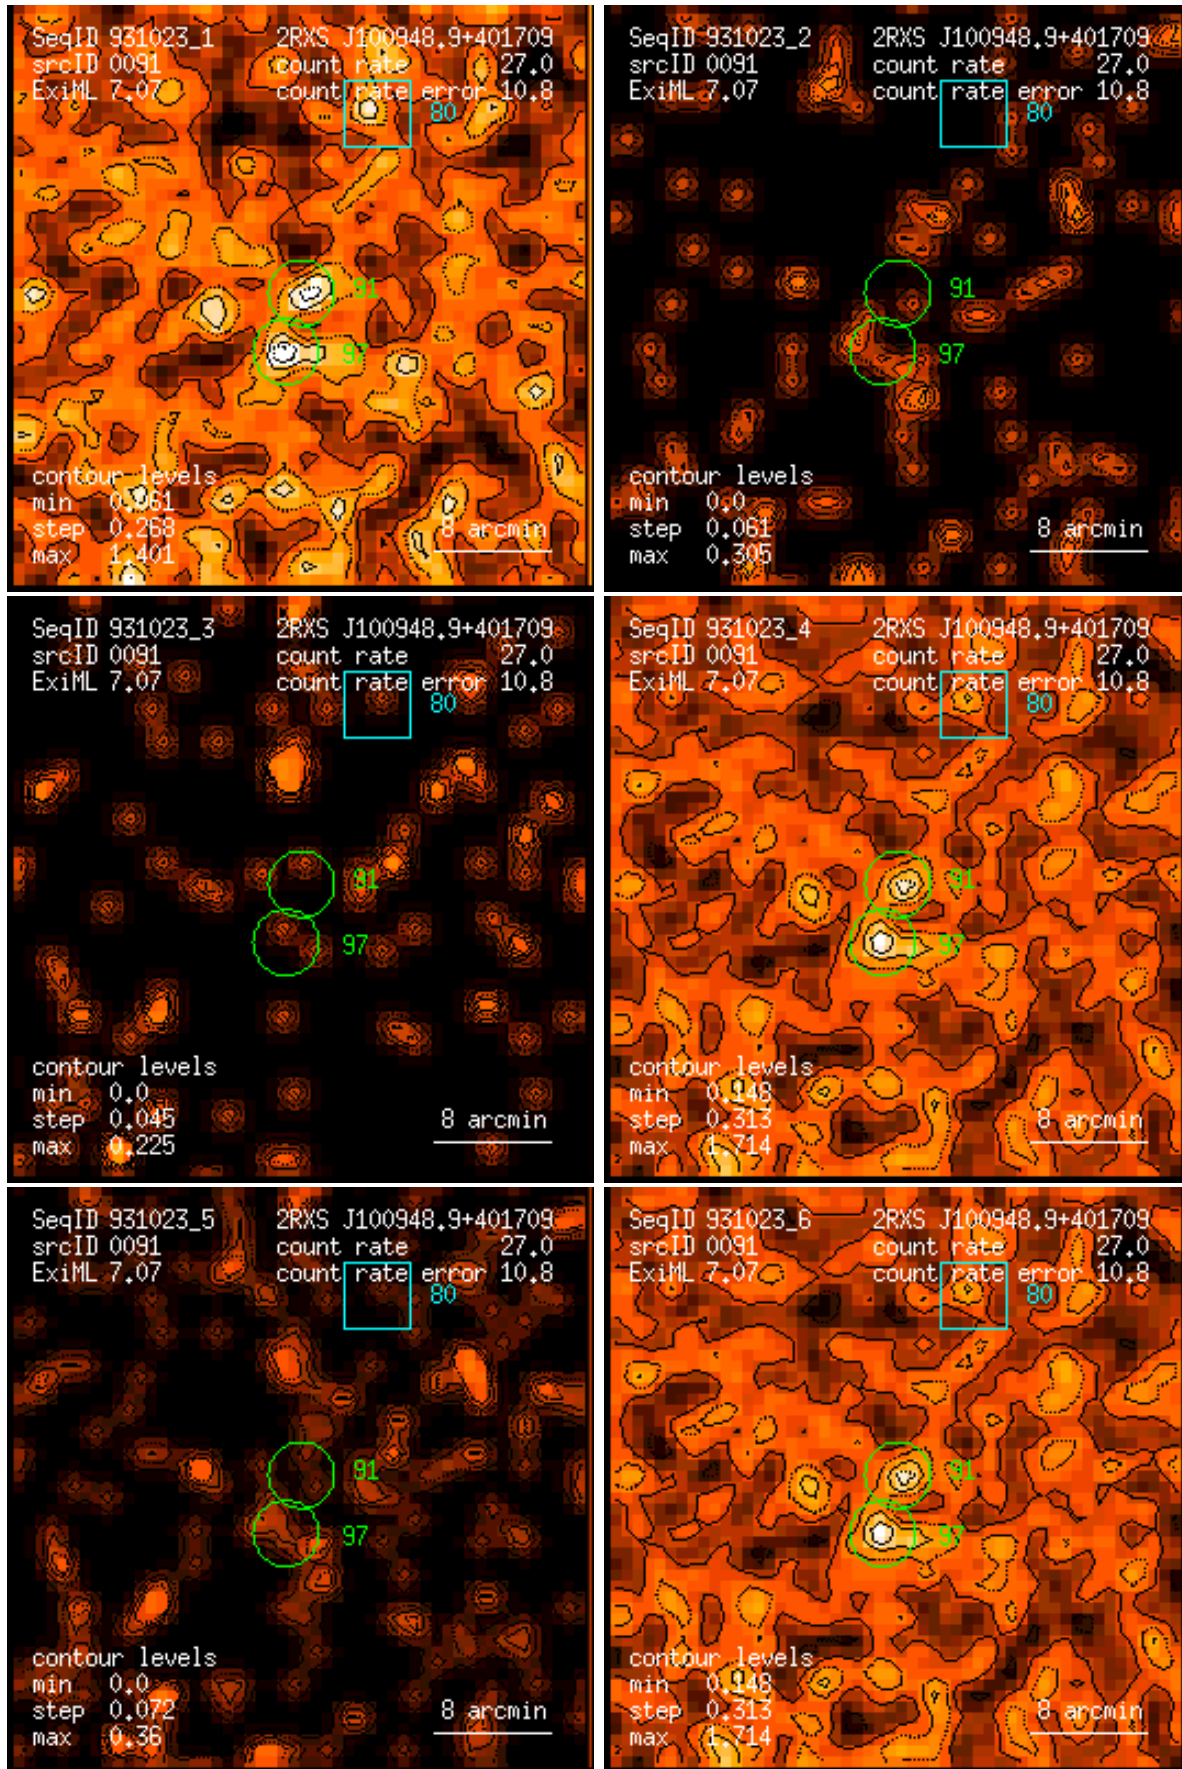 SeqID 931023_1 2RXS J100948.9+401709
srcID 0091 count rate 27.0
ExiML 7.07 count rate error 10.8
80
91
97
contour levels
min 0.061
step 0.268
max 1.401
8 arcmin
SeqID 931023_2 2RXS J100948.9+401709
srcID 0091 count rate 27.0
ExiML 7.07 count rate error 10.8
80
91
97
contour levels
min 0.0
step 0.061
max 0.305
8 arcmin
SeqID 931023_3 2RXS J100948.9+401709
srcID 0091 count rate 27.0
ExiML 7.07 count rate error 10.8
80
91
97
contour levels
min 0.0
step 0.045
max 0.225
8 arcmin
SeqID 931023_4 2RXS J100948.9+401709
srcID 0091 count rate 27.0
ExiML 7.07 count rate error 10.8
80
91
97
contour levels
min 0.148
step 0.313
max 1.714
8 arcmin
SeqID 931023_5 2RXS J100948.9+401709
srcID 0091 count rate 27.0
ExiML 7.07 count rate error 10.8
80
91
97
contour levels
min 0.0
step 0.072
max 0.36
8 arcmin
SeqID 931023_6 2RXS J100948.9+401709
srcID 0091 count rate 27.0
ExiML 7.07 count rate error 10.8
80
91
97
contour levels
min 0.148
step 0.313
max 1.714
8 arcmin